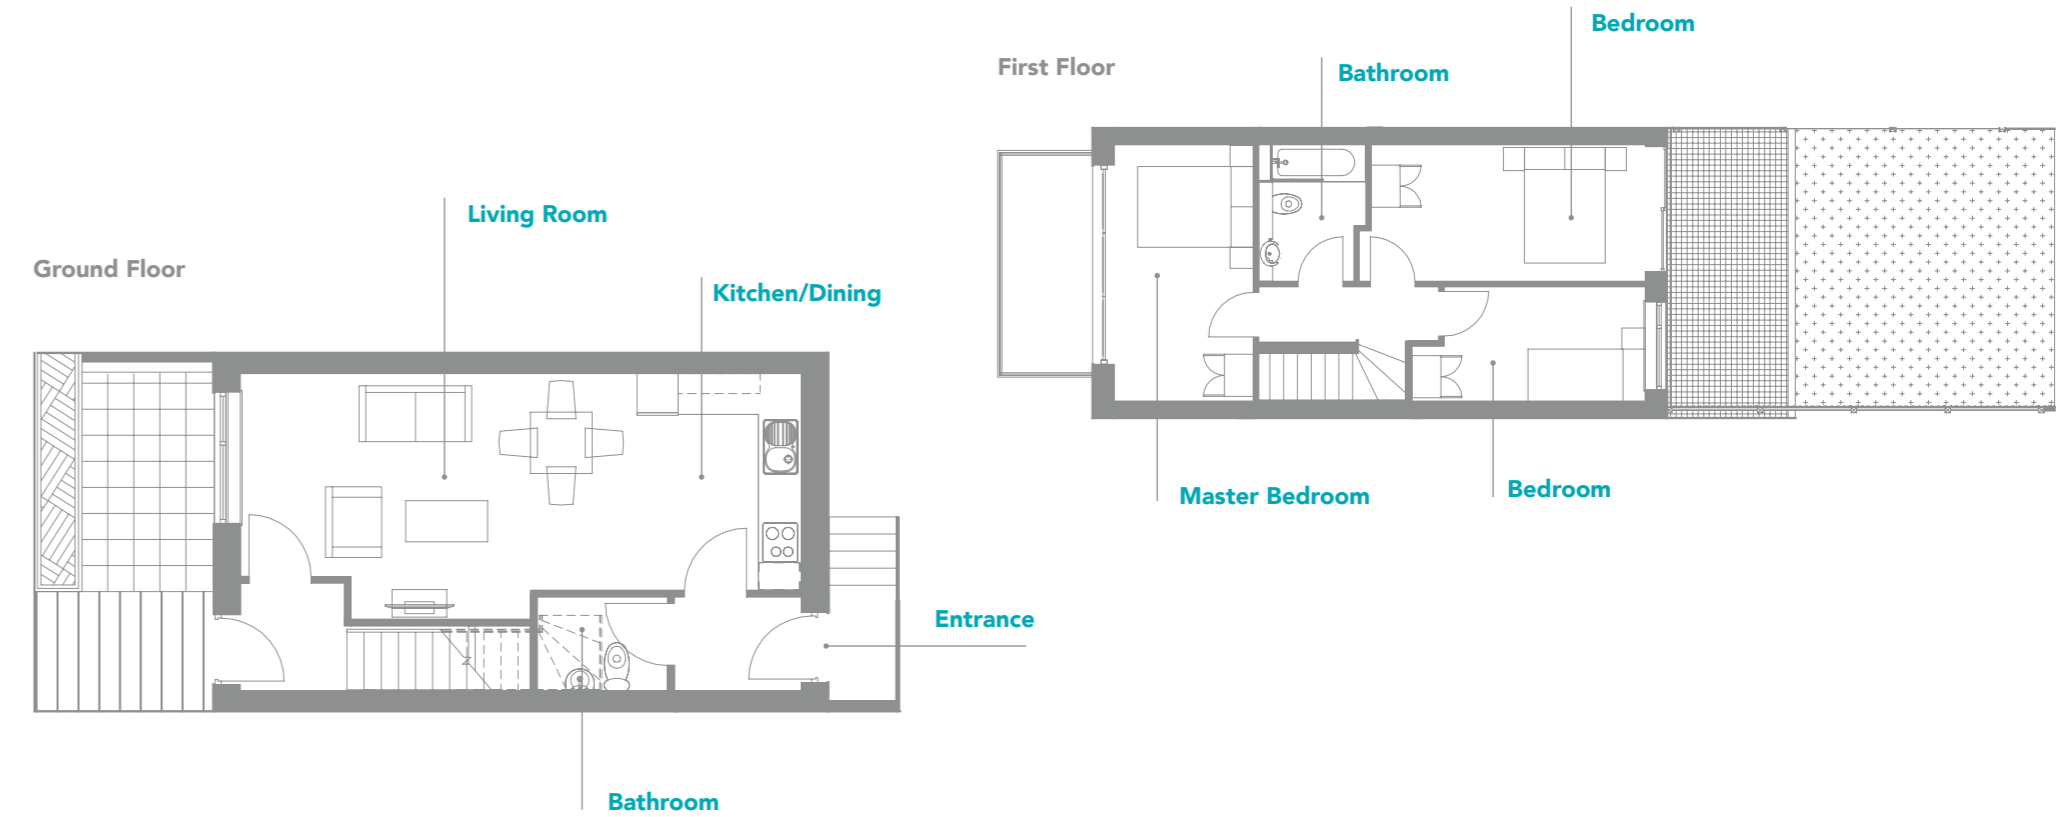 Ground Floor
Living Room
Kitchen/Dining
Entrance
Bathroom
First Floor
Bathroom
Bedroom
Master Bedroom
Bedroom